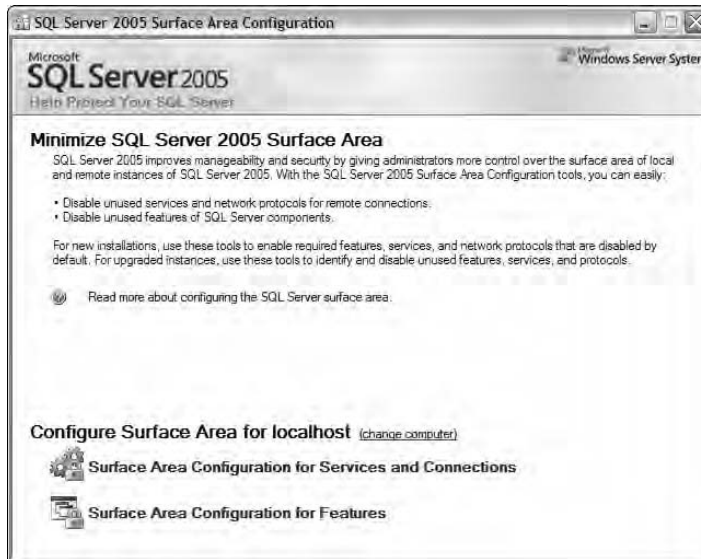 SQL Server 2005 Surface Area Configuration
Microsoft
SQL Server 2005
Help Protect Your SQL Server
Microsoft
Windows Server System
Minimize SQL Server 2005 Surface Area
SQL Server 2005 improves manageability and security by giving administrators more control over the surface area of local
and remote instances of SQL Server 2005. With the SQL Server 2005 Surface Area Configuration tools, you can easily:
• Disable unused services and network protocols for remote connections.
• Disable unused features of SQL Server components.
For new installations, use these tools to enable required features, services, and network protocols that are disabled by
default. For upgraded instances, use these tools to identify and disable unused features, services, and protocols.
Read more about configuring the SQL Server surface area.
Configure Surface Area for localhost (change computer)
Surface Area Configuration for Services and Connections
Surface Area Configuration for Features